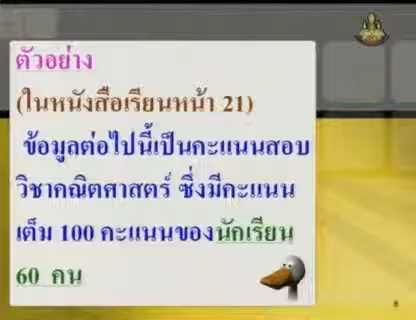 ตัวอย่าง
(ในหนังสือเรียนหน้า 21)
ข้อมูลต่อไปนี้เป็นคะแนนสอบ
วิชาคณิตศาสตร์ ซึ่งมีคะแนน
เต็ม 100 คะแนนของนักเรียน
60 คน
8